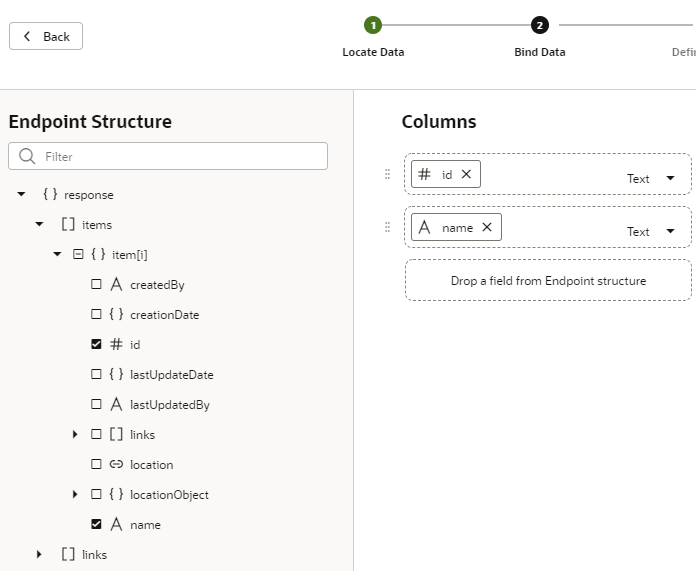 Back
1
2
Locate Data
Bind Data
Defin
Endpoint Structure
Filter
{ } response
[ ] items
{ } item[i]
A createdBy
{ } creationDate
# id
{ } lastUpdateDate
A lastUpdatedBy
[ ] links
location
{ } locationObject
A name
[ ] links
Columns
# id × Text
A name × Text
Drop a field from Endpoint structure